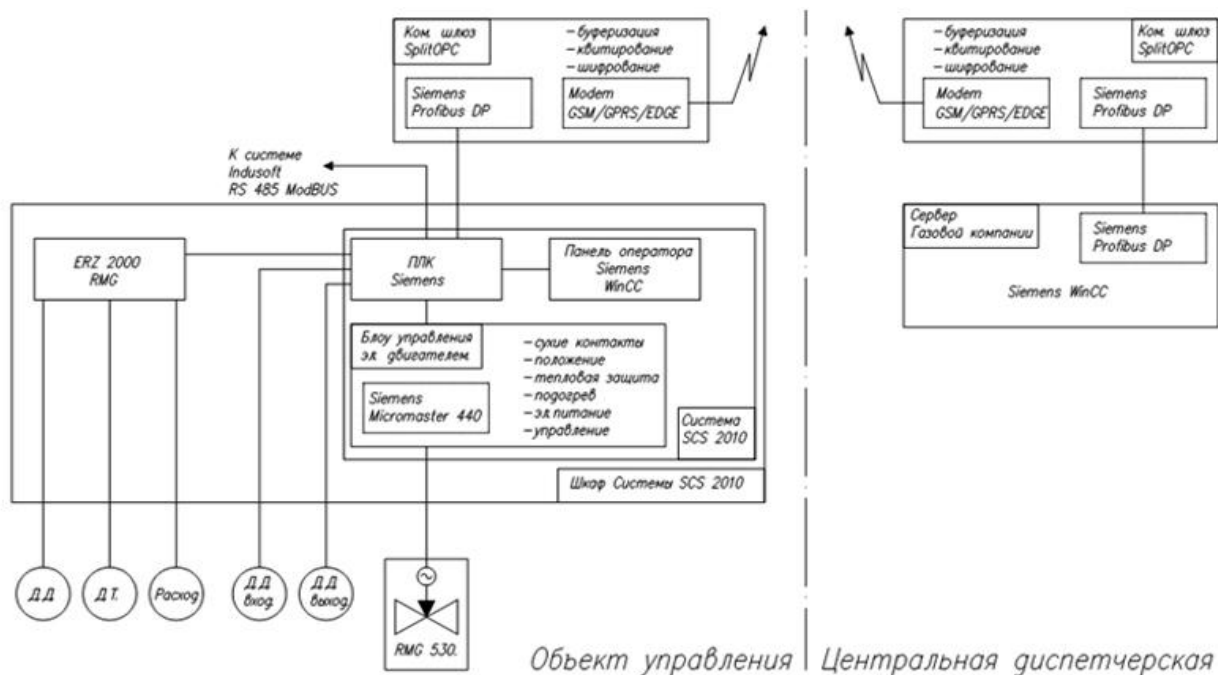 Ком. шлюз
SplitOPC
– буферизация
– квитирование
– шифрование
Siemens
Profibus DP
Modem
GSM/GPRS/EDGE
– буферизация
– квитирование
– шифрование
Ком. шлюз
SplitOPC
Modem
GSM/GPRS/EDGE
Siemens
Profibus DP
К системе
Indusoft
RS 485 ModBUS
ERZ 2000
RMG
ПЛК
Siemens
Панель оператора
Siemens
WinCC
Сервер
Газовой компании
Siemens
Profibus DP
Siemens WinCC
Блоу управления
эл. двигателем
Siemens
Micromaster 440
– сухие контакты
– положение
– тепловая защита
– подогрев
– эл.питание
– управление
Система
SCS 2010
Шкаф Системы SCS 2010
Д.Д.
Д.Т.
Расход
Д.Д.
вход.
Д.Д.
выход.
RMG 530.
Объект управления
Центральная диспетчерская